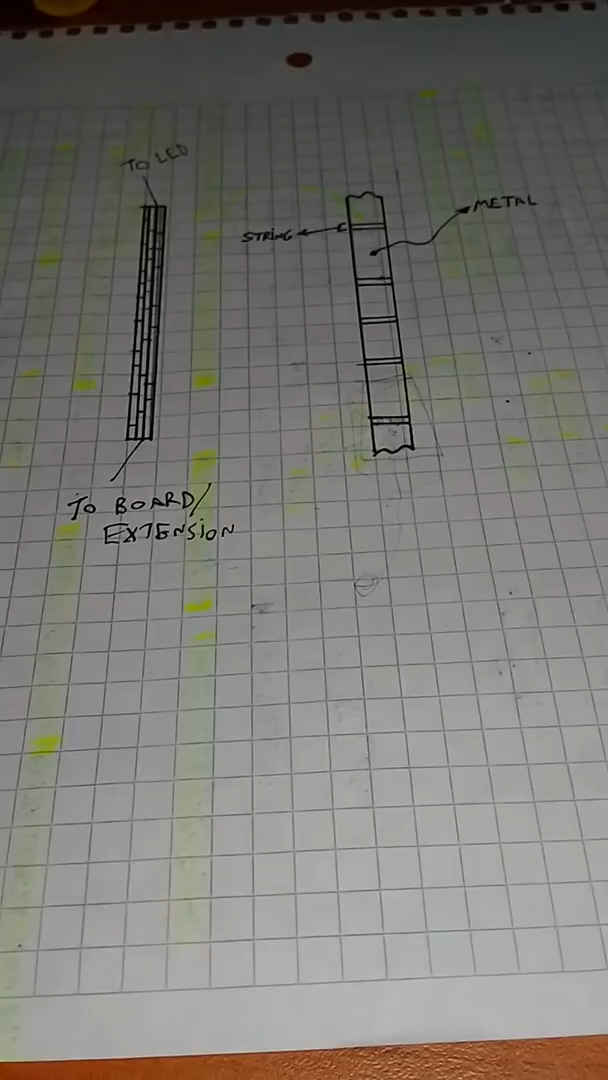 TO LED
STRING
METAL
TO BOARD/
EXTENSION